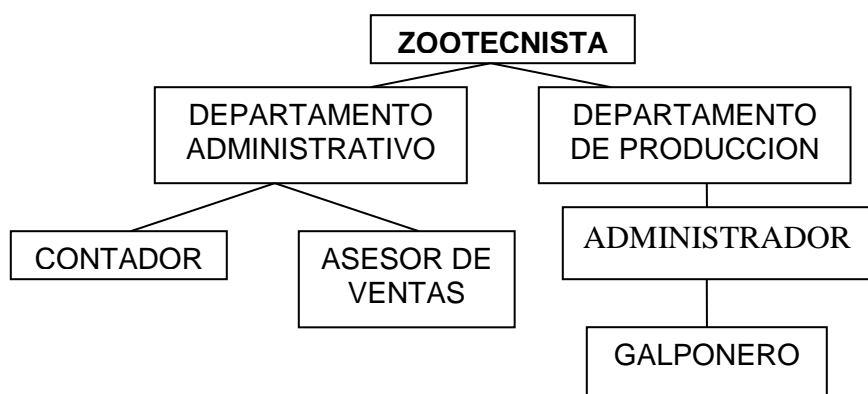 ZOOTECNISTA
DEPARTAMENTO
ADMINISTRATIVO
DEPARTAMENTO
DE PRODUCCION
CONTADOR
ASESOR DE
VENTAS
ADMINISTRADOR
GALPONERO